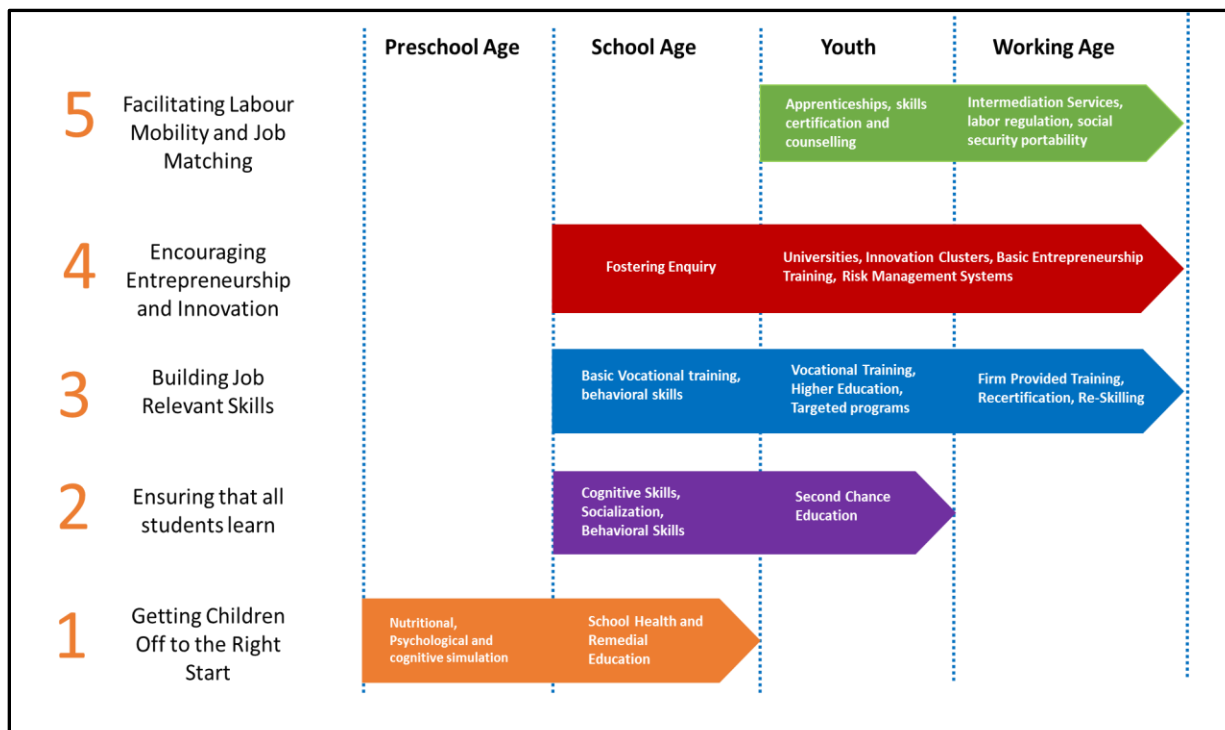 Preschool Age
School Age
Youth
Working Age
5
Facilitating Labour
Mobility and Job
Matching
Apprenticeships, skills
certification and
counselling
Intermediation Services,
labor regulation, social
security portability
4
Encouraging
Entrepreneurship
and Innovation
Fostering Enquiry
Universities, Innovation Clusters, Basic Entrepreneurship
Training, Risk Management Systems
3
Building Job
Relevant Skills
Basic Vocational training,
behavioral skills
Vocational Training,
Higher Education,
Targeted programs
Firm Provided Training,
Recertification, Re-Skilling
2
Ensuring that all
students learn
Cognitive Skills,
Socialization,
Behavioral Skills
Second Chance
Education
1
Getting Children
Off to the Right
Start
Nutritional,
Psychological and
cognitive simulation
School Health and
Remedial
Education